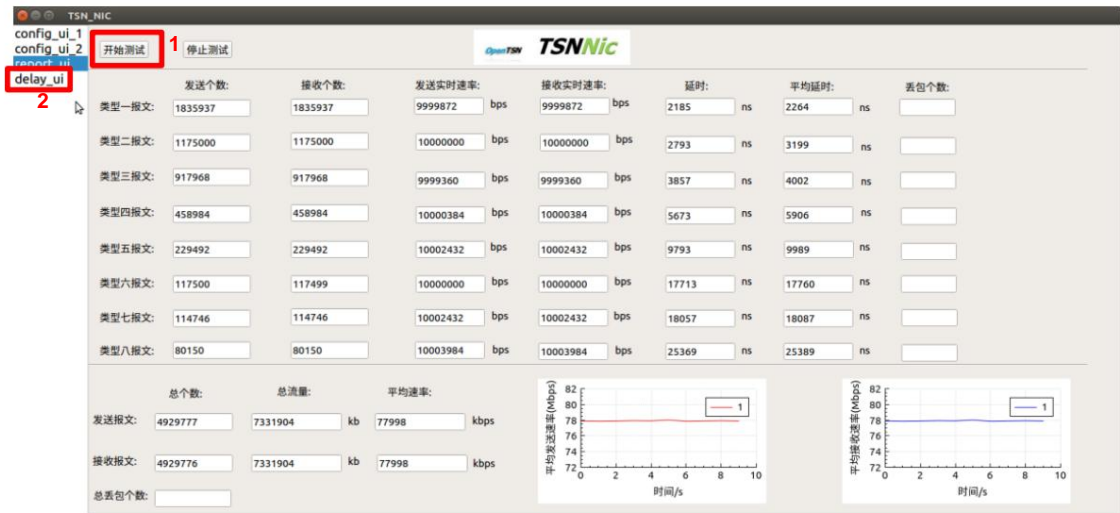 TSN_NIC
config_ui_1
config_ui_2
report_ui
delay_ui
1
2
开始测试 停止测试
OpenTSN TSNNic
发送个数: 接收个数: 发送实时速率: 接收实时速率: 延时: 平均延时: 丢包个数:
类型一报文: 1835937 1835937 9999872 bps 9999872 bps 2185 ns 2264 ns
类型二报文: 1175000 1175000 10000000 bps 10000000 bps 2793 ns 3199 ns
类型三报文: 917968 917968 9999360 bps 9999360 bps 3857 ns 4002 ns
类型四报文: 458984 458984 10000384 bps 10000384 bps 5673 ns 5906 ns
类型五报文: 229492 229492 10002432 bps 10002432 bps 9793 ns 9989 ns
类型六报文: 117500 117499 10000000 bps 10000000 bps 17713 ns 17760 ns
类型七报文: 114746 114746 10002432 bps 10002432 bps 18057 ns 18087 ns
类型八报文: 80150 80150 10003984 bps 10003984 bps 25369 ns 25389 ns
总个数: 总流量: 平均速率:
发送报文: 4929777 7331904 kb 77998 kbps
接收报文: 4929776 7331904 kb 77998 kbps
总丢包个数:
平均发送速率(Mbps)
82
80
78
76
74
72
0 2 4 6 8 10
时间/s
1
平均接收速率(Mbps)
82
80
78
76
74
72
0 2 4 6 8 10
时间/s
1